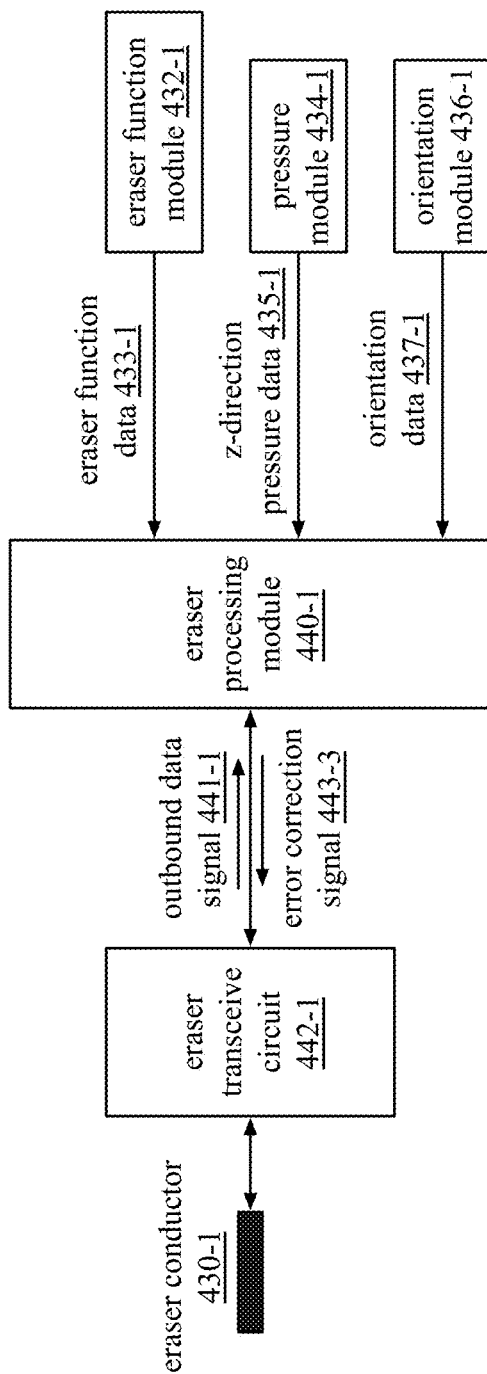 eraser conductor
430-1
eraser
transceive
circuit
442-1
outbound data
signal 441-1
error correction
signal 443-3
eraser
processing
module
440-1
eraser function
data 433-1
z-direction
pressure data 435-1
orientation
data 437-1
eraser function
module 432-1
pressure
module 434-1
orientation
module 436-1